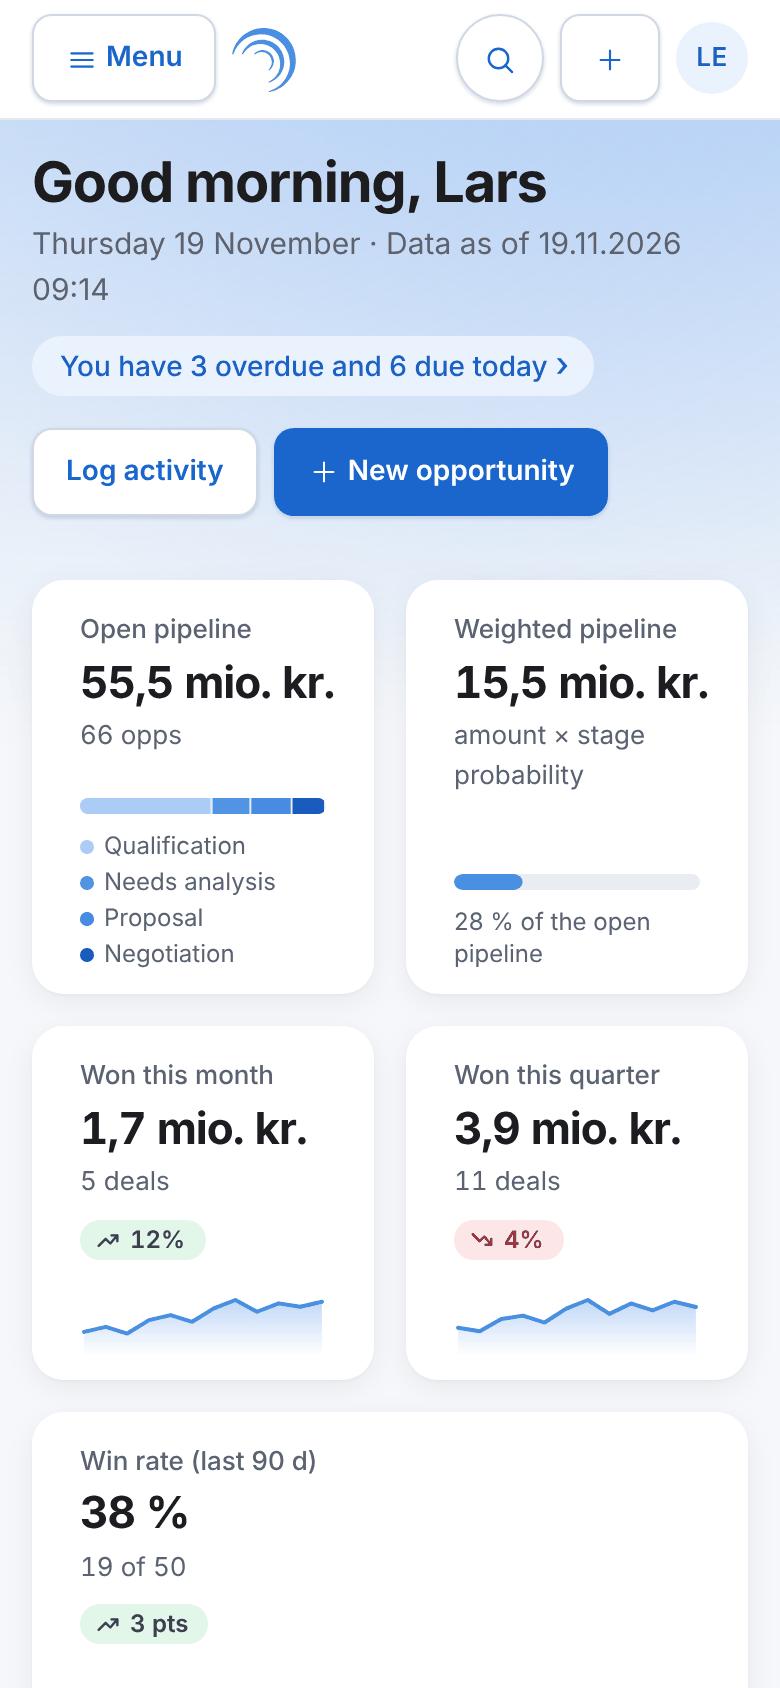 Menu
LE
Good morning, Lars
Thursday 19 November · Data as of 19.11.2026
09:14
You have 3 overdue and 6 due today ›
Log activity
+ New opportunity
Open pipeline
55,5 mio. kr.
66 opps
Qualification
Needs analysis
Proposal
Negotiation
Weighted pipeline
15,5 mio. kr.
amount × stage
probability
28 % of the open
pipeline
Won this month
1,7 mio. kr.
5 deals
12%
Won this quarter
3,9 mio. kr.
11 deals
4%
Win rate (last 90 d)
38 %
19 of 50
3 pts